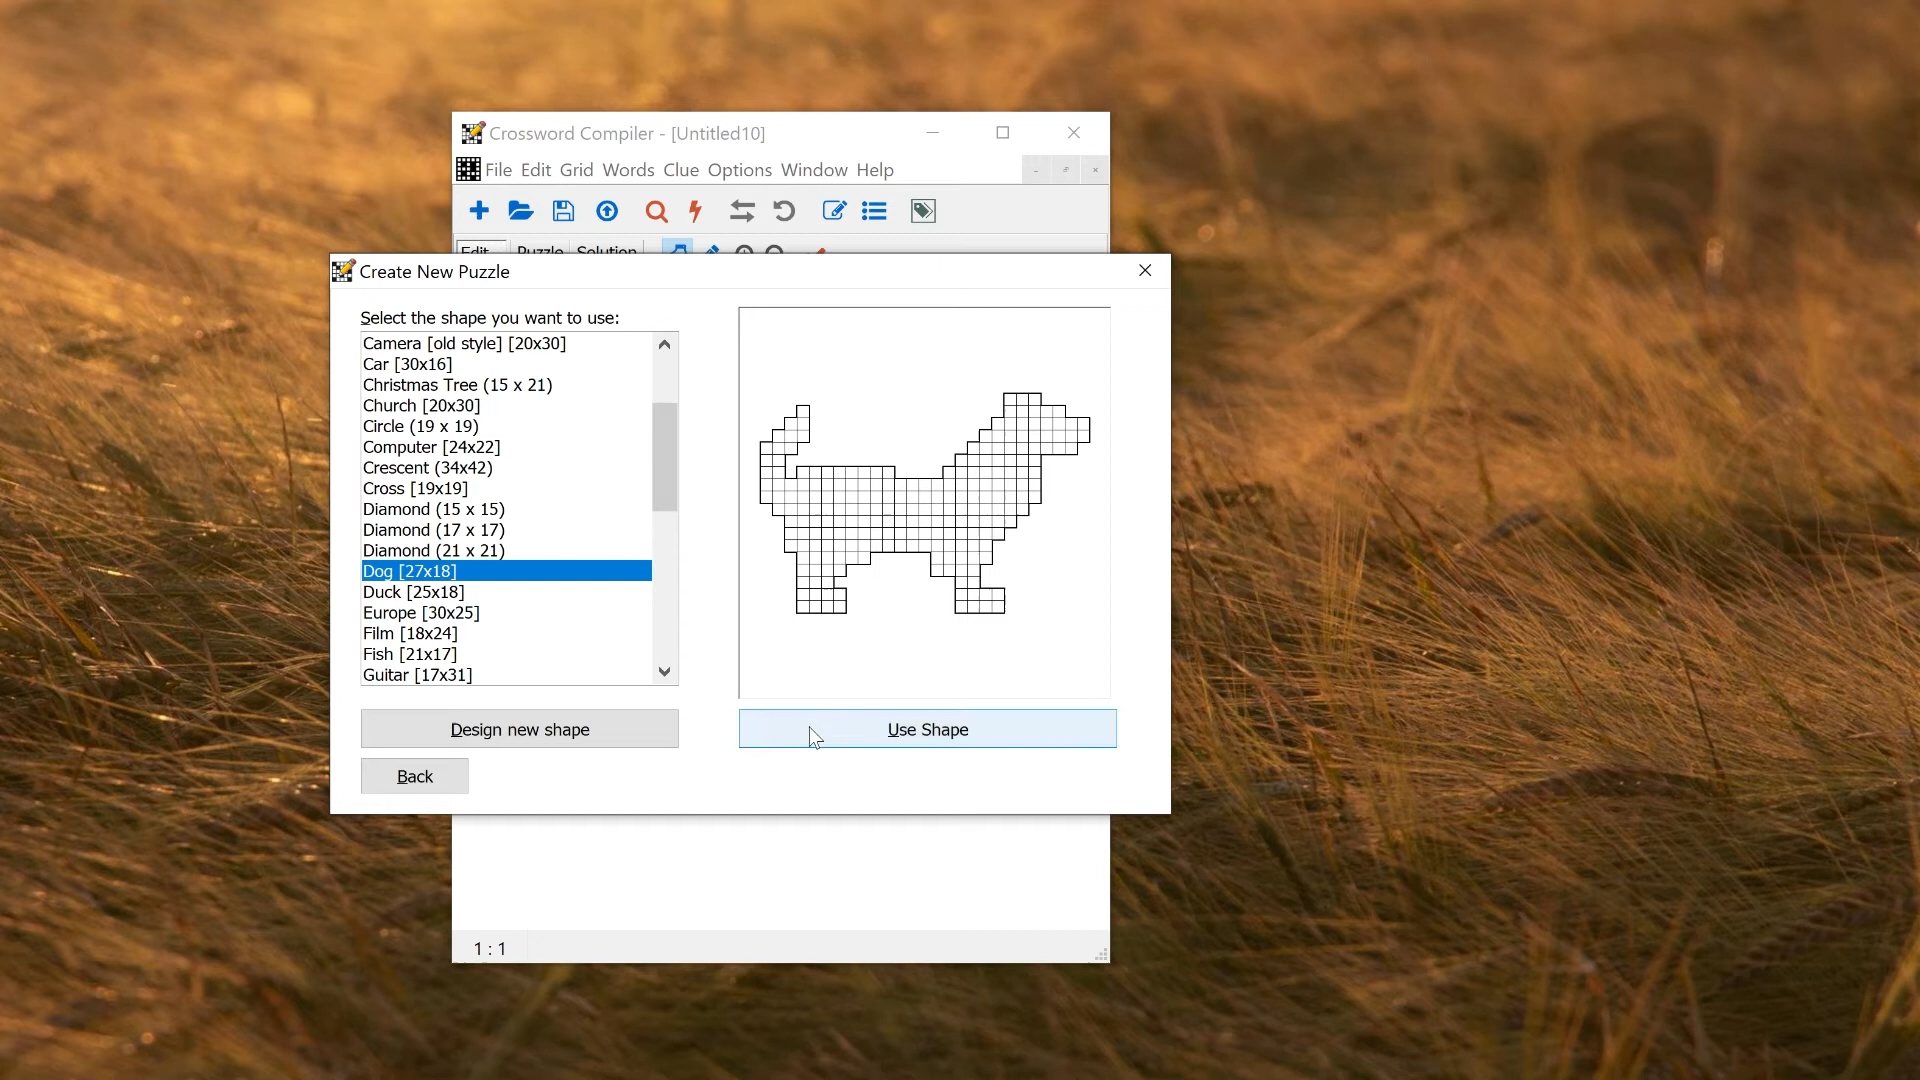 Crossword Compiler - [Untitled10]
File Edit Grid Words Clue Options Window Help
Edit Puzzle Solution
Create New Puzzle
Select the shape you want to use:
Camera [old style] [20x30]
Car [30x16]
Christmas Tree (15 x 21)
Church [20x30]
Circle (19 x 19)
Computer [24x22]
Crescent (34x42)
Cross [19x19]
Diamond (15 x 15)
Diamond (17 x 17)
Diamond (21 x 21)
Dog [27x18]
Duck [25x18]
Europe [30x25]
Film [18x24]
Fish [21x17]
Guitar [17x31]
Design new shape
Use Shape
Back
1 : 1